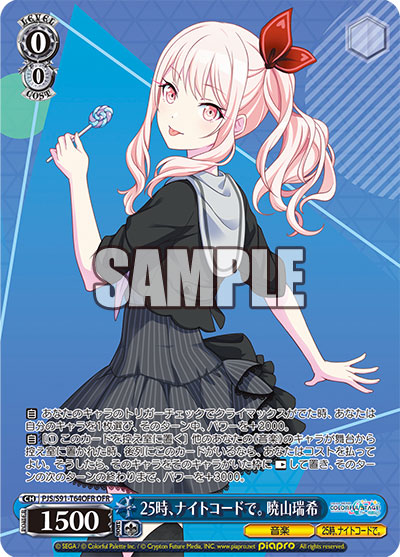 LEVEL
0
0
COST
SAMPLE
自 あなたのキャラのトリガーチェックでクライマックスがでた時、あなたは
自分のキャラを1枚選び、そのターン中、パワーを+2000。
自 [(1) このカードを控え室に置く] 他のあなたの《音楽》のキャラが舞台から
控え室に置かれた時、後列にこのカードがいるなら、あなたはコストを払ってよ
い。そうしたら、そのキャラをそのキャラがいた枠に レスト して置き、そのターン
の次のターンの終わりまで、パワーを+3000。
CH PJS/S91-T64OFR OFR
POWER 1500
25時、ナイトコードで。 暁山瑞希
COLORFUL STAGE
音楽
25時、ナイトコードで。
© SEGA / © Colorful Palette Inc. / © Crypton Future Media, INC. www.piapro.net piapro All rights reserved.